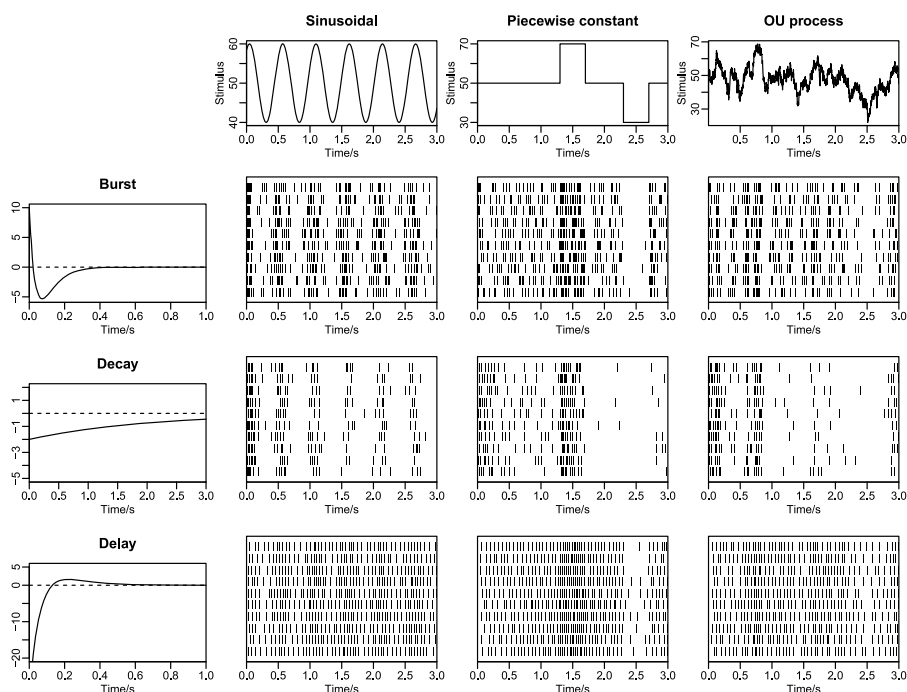 Sinusoidal Piecewise constant OU process
Stimulus
40 50 60
0.0 0.5 1.0 1.5 2.0 2.5 3.0
Time/s
Stimulus
30 50 70
0.0 0.5 1.0 1.5 2.0 2.5 3.0
Time/s
Stimulus
30 50 70
0.5 1.0 1.5 2.0 2.5 3.0
Time/s
Burst
10
5
0
−5
0.0 0.2 0.4 0.6 0.8 1.0
Time/s
0.0 0.5 1.0 1.5 2.0 2.5 3.0
Time/s
0.0 0.5 1.0 1.5 2.0 2.5 3.0
Time/s
0.0 0.5 1.0 1.5 2.0 2.5 3.0
Time/s
Decay
1
−1
−3
−5
0.0 0.5 1.0 1.5 2.0 3.0
Time/s
0.0 0.5 1.0 1.5 2.0 2.5 3.0
Time/s
0.0 0.5 1.0 1.5 2.0 2.5 3.0
Time/s
0.0 0.5 1.0 1.5 2.0 2.5 3.0
Time/s
Delay
5
0
−10
−20
0.0 0.2 0.4 0.6 0.8 1.0
Time/s
0.0 0.5 1.0 1.5 2.0 2.5 3.0
Time/s
0.0 0.5 1.0 1.5 2.0 2.5 3.0
Time/s
0.0 0.5 1.0 1.5 2.0 2.5 3.0
Time/s